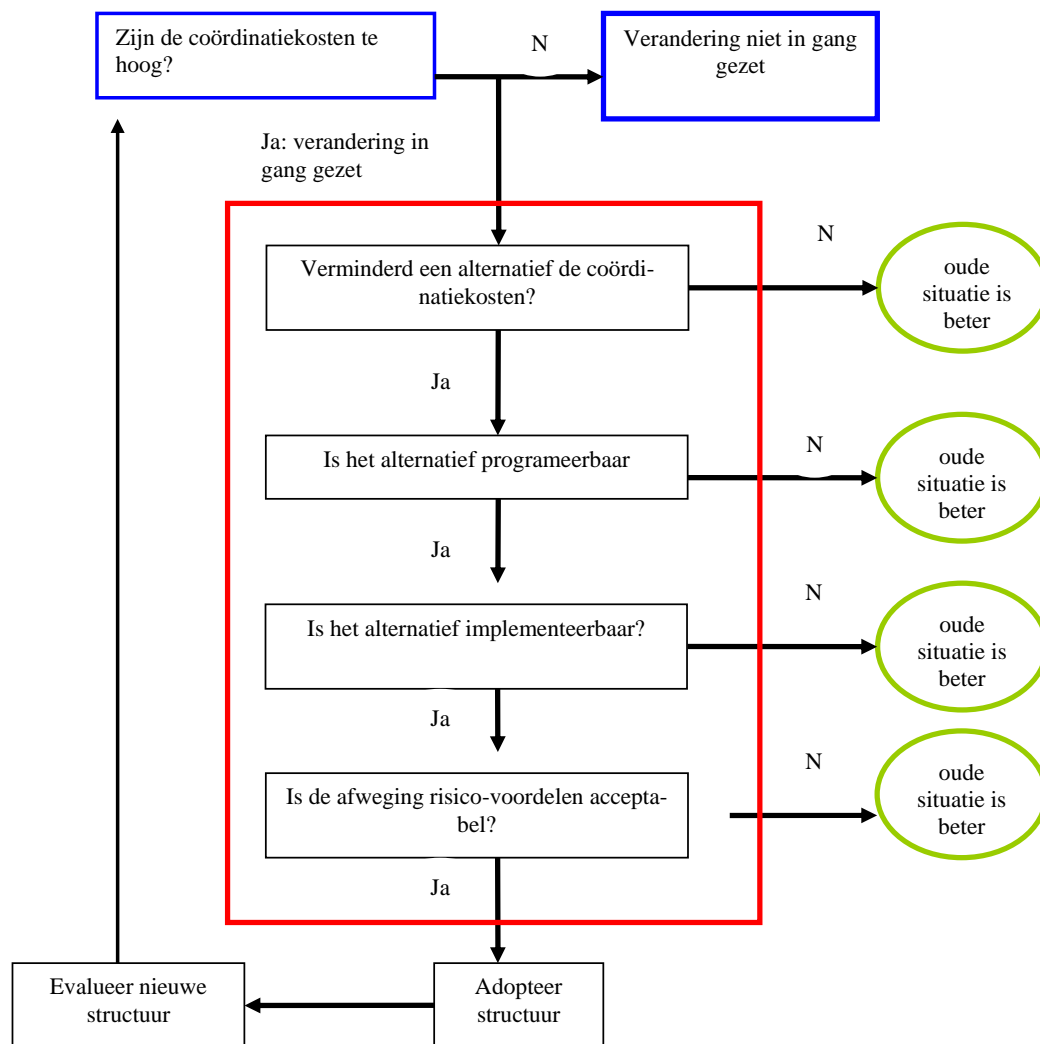 Zijn de coördinatiekosten te
hoog?
N
Verandering niet in gang
gezet
Ja: verandering in
gang gezet
Verminderd een alternatief de coördi-
natiekosten?
N
oude
situatie is
beter
Ja
Is het alternatief programeerbaar
N
oude
situatie is
beter
Ja
Is het alternatief implementeerbaar?
N
oude
situatie is
beter
Ja
Is de afweging risico-voordelen accepta-
bel?
N
oude
situatie is
beter
Ja
Evalueer nieuwe
structuur
Adopteer
structuur